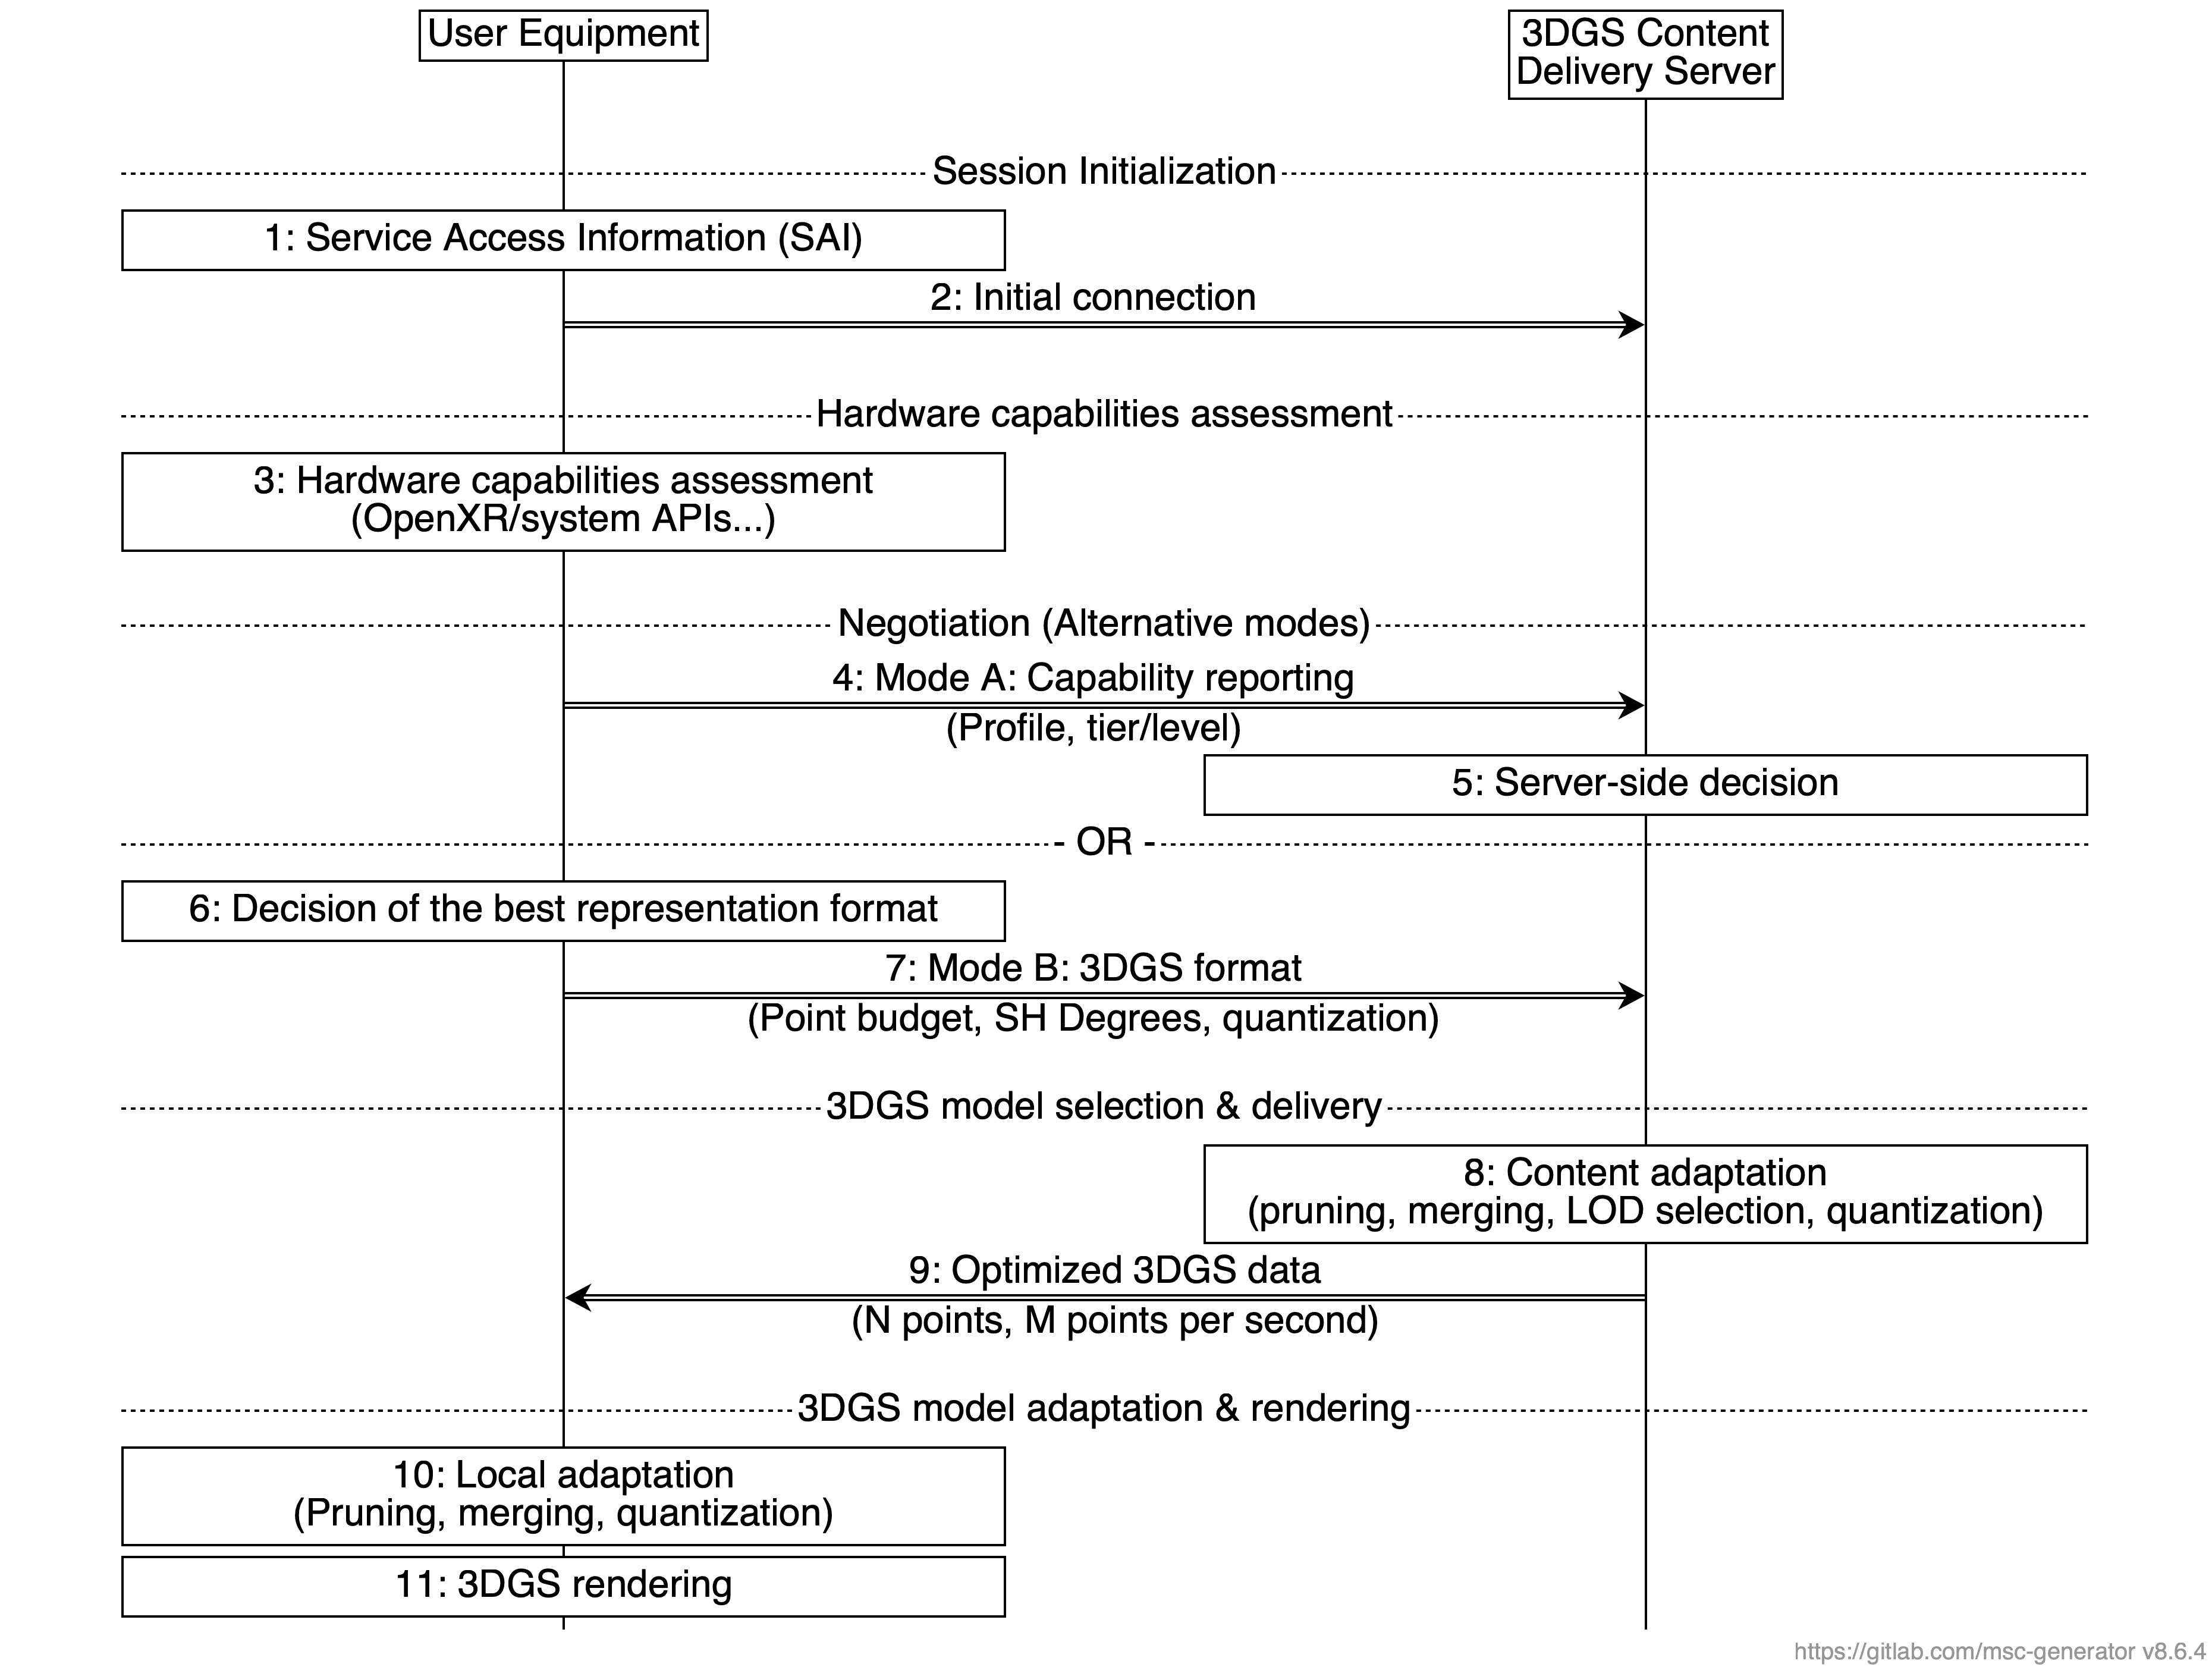 User Equipment
3DGS Content
Delivery Server
Session Initialization
1: Service Access Information (SAI)
2: Initial connection
Hardware capabilities assessment
3: Hardware capabilities assessment
(OpenXR/system APIs...)
Negotiation (Alternative modes)
4: Mode A: Capability reporting
(Profile, tier/level)
5: Server-side decision
- OR -
6: Decision of the best representation format
7: Mode B: 3DGS format
(Point budget, SH Degrees, quantization)
3DGS model selection & delivery
8: Content adaptation
(pruning, merging, LOD selection, quantization)
9: Optimized 3DGS data
(N points, M points per second)
3DGS model adaptation & rendering
10: Local adaptation
(Pruning, merging, quantization)
11: 3DGS rendering
https://gitlab.com/msc-generator v8.6.4